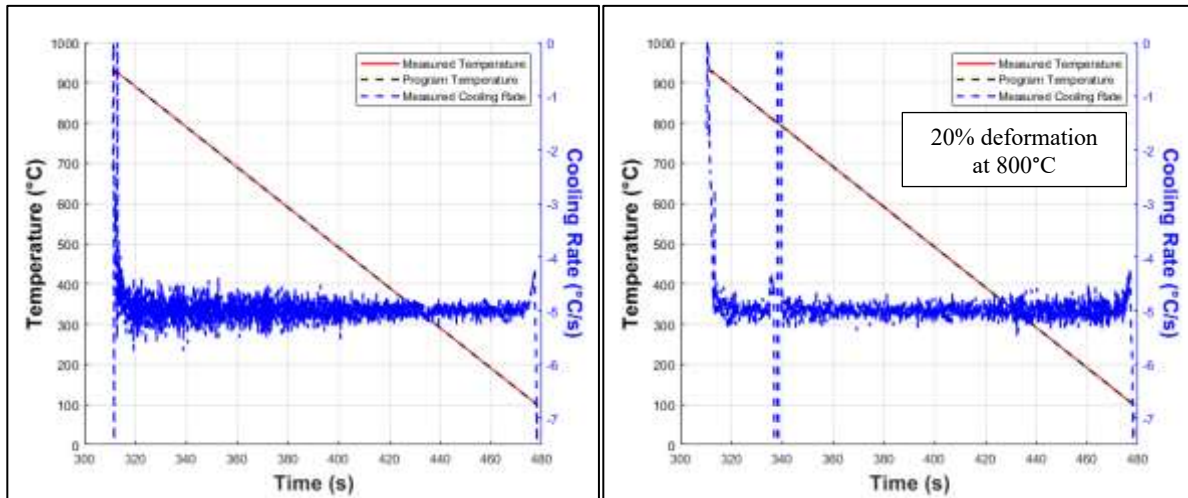 1000
900
800
700
600
500
400
300
200
100
0
Temperature (°C)
300 320 340 360 380 400 420 440 460 480
Time (s)
0
-1
-2
-3
-4
-5
-6
-7
Cooling Rate (°C/s)
Measured Temperature
Program Temperature
Measured Cooling Rate
1000
900
800
700
600
500
400
300
200
100
0
Temperature (°C)
300 320 340 360 380 400 420 440 460 480
Time (s)
0
-1
-2
-3
-4
-5
-6
-7
Cooling Rate (°C/s)
Measured Temperature
Program Temperature
Measured Cooling Rate
20% deformation
at 800°C